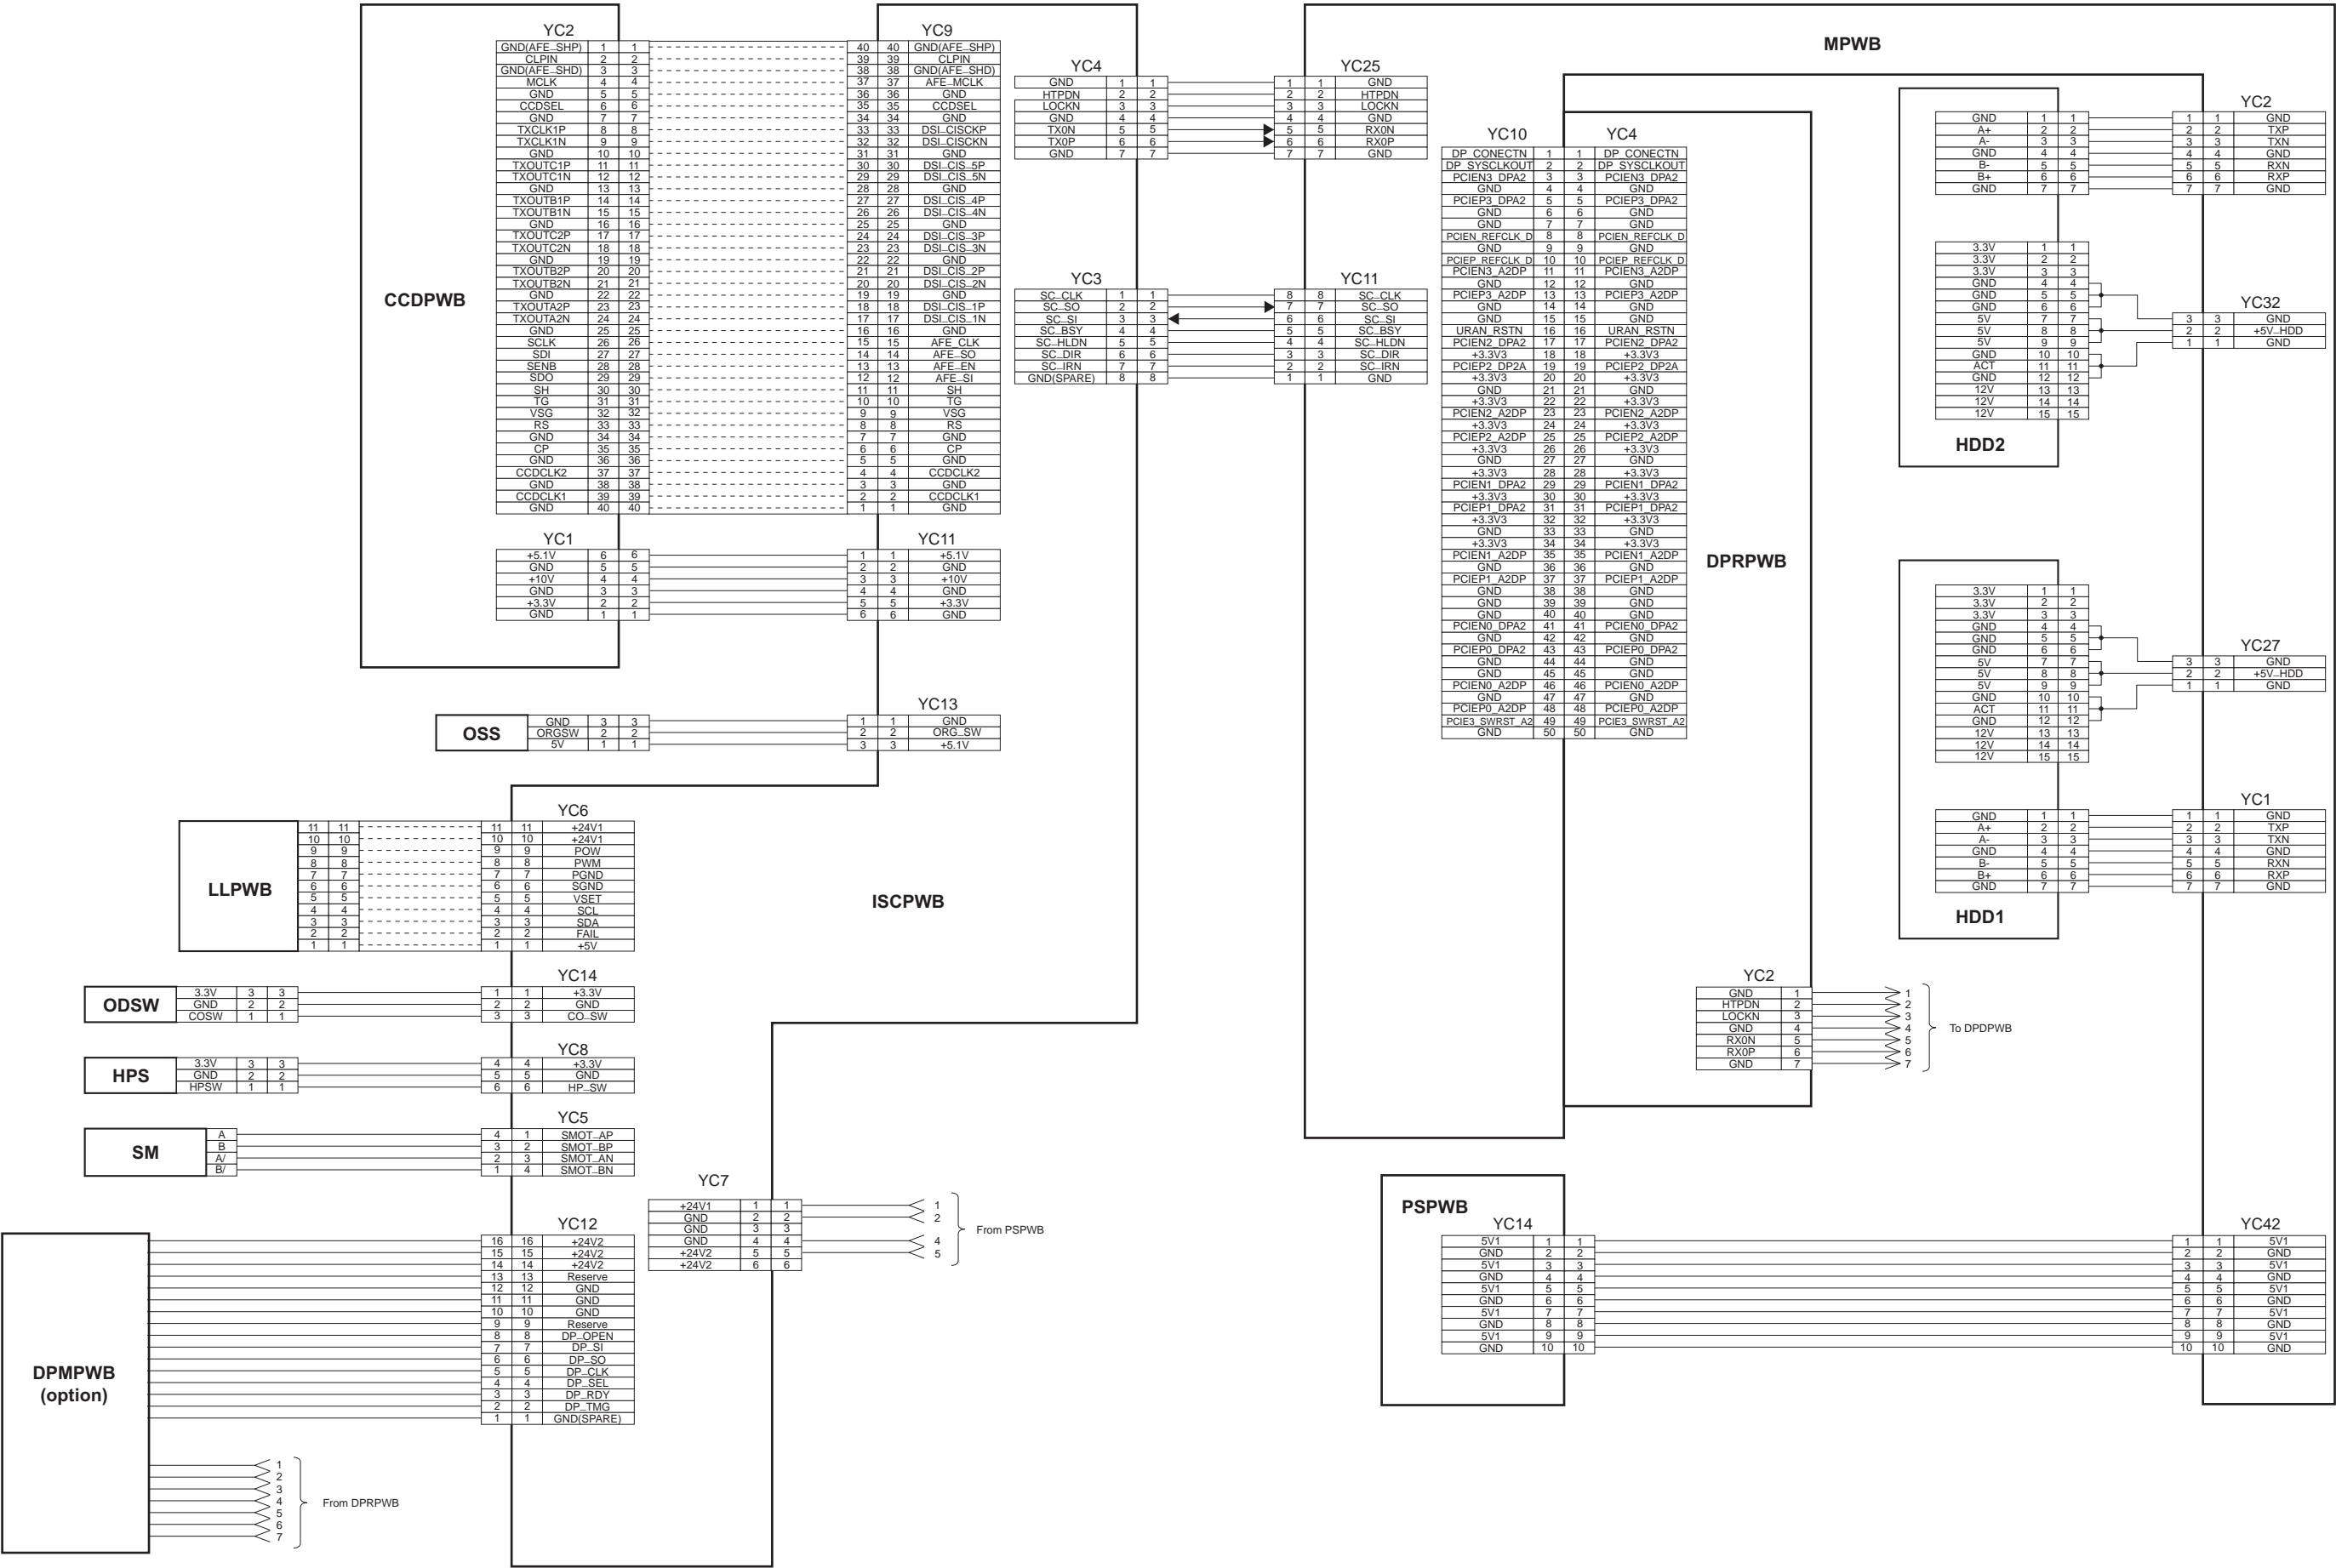 CCDPWB
YC2
GND(AFE_SHP) 1 1
CLPIN 2 2
GND(AFE_SHD) 3 3
MCLK 4 4
GND 5 5
CCDSEL 6 6
GND 7 7
TXCLK1P 8 8
TXCLK1N 9 9
GND 10 10
TXOUTC1P 11 11
TXOUTC1N 12 12
GND 13 13
TXOUTB1P 14 14
TXOUTB1N 15 15
GND 16 16
TXOUTC2P 17 17
TXOUTC2N 18 18
GND 19 19
TXOUTB2P 20 20
TXOUTB2N 21 21
GND 22 22
TXOUTA2P 23 23
TXOUTA2N 24 24
GND 25 25
SCLK 26 26
SDI 27 27
SENB 28 28
SDO 29 29
SH 30 30
TG 31 31
VSG 32 32
RS 33 33
GND 34 34
CP 35 35
GND 36 36
CCDCLK2 37 37
GND 38 38
CCDCLK1 39 39
GND 40 40
YC9
40 40 GND(AFE_SHP)
39 39 CLPIN
38 38 GND(AFE_SHD)
37 37 AFE_MCLK
36 36 GND
35 35 CCDSEL
34 34 GND
33 33 DSI_CISCKP
32 32 DSI_CISCKN
31 31 GND
30 30 DSI_CIS_5P
29 29 DSI_CIS_5N
28 28 GND
27 27 DSI_CIS_4P
26 26 DSI_CIS_4N
25 25 GND
24 24 DSI_CIS_3P
23 23 DSI_CIS_3N
22 22 GND
21 21 DSI_CIS_2P
20 20 DSI_CIS_2N
19 19 GND
18 18 DSI_CIS_1P
17 17 DSI_CIS_1N
16 16 GND
15 15 AFE_CLK
14 14 AFE_SO
13 13 AFE_EN
12 12 AFE_SI
11 11 SH
10 10 TG
9 9 VSG
8 8 RS
7 7 GND
6 6 CP
5 5 GND
4 4 CCDCLK2
3 3 GND
2 2 CCDCLK1
1 1 GND
YC1
+5.1V 6 6
GND 5 5
+10V 4 4
GND 3 3
+3.3V 2 2
GND 1 1
YC11
1 1 +5.1V
2 2 GND
3 3 +10V
4 4 GND
5 5 +3.3V
6 6 GND
OSS
GND 3 3
ORGSW 2 2
5V 1 1
YC13
1 1 GND
2 2 ORG_SW
3 3 +5.1V
ISCPWB
LLPWB
11 11
10 10
9 9
8 8
7 7
6 6
5 5
4 4
3 3
2 2
1 1
YC6
11 11 +24V1
10 10 +24V1
9 9 POW
8 8 PWM
7 7 PGND
6 6 SGND
5 5 VSET
4 4 SCL
3 3 SDA
2 2 FAIL
1 1 +5V
ODSW
3.3V 3 3
GND 2 2
COSW 1 1
YC14
1 1 +3.3V
2 2 GND
3 3 CO_SW
HPS
3.3V 3 3
GND 2 2
HPSW 1 1
YC8
4 4 +3.3V
5 5 GND
6 6 HP_SW
SM
A
B
A/
B/
YC5
4 1 SMOT_AP
3 2 SMOT_BP
2 3 SMOT_AN
1 4 SMOT_BN
DPMPWB
(option)
YC12
16 16 +24V2
15 15 +24V2
14 14 +24V2
13 13 Reserve
12 12 GND
11 11 GND
10 10 GND
9 9 Reserve
8 8 DP_OPEN
7 7 DP_SI
6 6 DP_SO
5 5 DP_CLK
4 4 DP_SEL
3 3 DP_RDY
2 2 DP_TMG
1 1 GND(SPARE)
1
2
3
4
5
6
7
From DPRPWB
YC7
+24V1 1 1
GND 2 2
GND 3 3
GND 4 4
+24V2 5 5
+24V2 6 6
1
2
4
5
From PSPWB
YC4
GND 1 1
HTPDN 2 2
LOCKN 3 3
GND 4 4
TX0N 5 5
TX0P 6 6
GND 7 7
YC25
1 1 GND
2 2 HTPDN
3 3 LOCKN
4 4 GND
5 5 RX0N
6 6 RX0P
7 7 GND
YC3
SC_CLK 1 1
SC_SO 2 2
SC_SI 3 3
SC_BSY 4 4
SC_HLDN 5 5
SC_DIR 6 6
SC_IRN 7 7
GND(SPARE) 8 8
YC11
8 8 SC_CLK
7 7 SC_SO
6 6 SC_SI
5 5 SC_BSY
4 4 SC_HLDN
3 3 SC_DIR
2 2 SC_IRN
1 1 GND
MPWB
DPRPWB
YC10 YC4
DP_CONECTN 1 1 DP_CONECTN
DP_SYSCLKOUT 2 2 DP_SYSCLKOUT
PCIEN3_DPA2 3 3 PCIEN3_DPA2
GND 4 4 GND
PCIEP3_DPA2 5 5 PCIEP3_DPA2
GND 6 6 GND
GND 7 7 GND
PCIEN_REFCLK_D 8 8 PCIEN_REFCLK_D
GND 9 9 GND
PCIEP_REFCLK_D 10 10 PCIEP_REFCLK_D
PCIEN3_A2DP 11 11 PCIEN3_A2DP
GND 12 12 GND
PCIEP3_A2DP 13 13 PCIEP3_A2DP
GND 14 14 GND
GND 15 15 GND
URAN_RSTN 16 16 URAN_RSTN
PCIEN2_DPA2 17 17 PCIEN2_DPA2
+3.3V3 18 18 +3.3V3
PCIEP2_DP2A 19 19 PCIEP2_DP2A
+3.3V3 20 20 +3.3V3
GND 21 21 GND
+3.3V3 22 22 +3.3V3
PCIEN2_A2DP 23 23 PCIEN2_A2DP
+3.3V3 24 24 +3.3V3
PCIEP2_A2DP 25 25 PCIEP2_A2DP
+3.3V3 26 26 +3.3V3
GND 27 27 GND
+3.3V3 28 28 +3.3V3
PCIEN1_DPA2 29 29 PCIEN1_DPA2
+3.3V3 30 30 +3.3V3
PCIEP1_DPA2 31 31 PCIEP1_DPA2
+3.3V3 32 32 +3.3V3
GND 33 33 GND
+3.3V3 34 34 +3.3V3
PCIEN1_A2DP 35 35 PCIEN1_A2DP
GND 36 36 GND
PCIEP1_A2DP 37 37 PCIEP1_A2DP
GND 38 38 GND
GND 39 39 GND
GND 40 40 GND
PCIEN0_DPA2 41 41 PCIEN0_DPA2
GND 42 42 GND
PCIEP0_DPA2 43 43 PCIEP0_DPA2
GND 44 44 GND
GND 45 45 GND
PCIEN0_A2DP 46 46 PCIEN0_A2DP
GND 47 47 GND
PCIEP0_A2DP 48 48 PCIEP0_A2DP
PCIE3_SWRST_A2 49 49 PCIE3_SWRST_A2
GND 50 50 GND
YC2
GND 1
HTPDN 2
LOCKN 3
GND 4
RX0N 5
RX0P 6
GND 7
1
2
3
4
5
6
7
To DPDPWB
HDD2
GND 1 1
A+ 2 2
A- 3 3
GND 4 4
B- 5 5
B+ 6 6
GND 7 7
YC2
1 1 GND
2 2 TXP
3 3 TXN
4 4 GND
5 5 RXN
6 6 RXP
7 7 GND
3.3V 1 1
3.3V 2 2
3.3V 3 3
GND 4 4
GND 5 5
GND 6 6
5V 7 7
5V 8 8
5V 9 9
GND 10 10
ACT 11 11
GND 12 12
12V 13 13
12V 14 14
12V 15 15
YC32
3 3 GND
2 2 +5V_HDD
1 1 GND
3.3V 1 1
3.3V 2 2
3.3V 3 3
GND 4 4
GND 5 5
GND 6 6
5V 7 7
5V 8 8
5V 9 9
GND 10 10
ACT 11 11
GND 12 12
12V 13 13
12V 14 14
12V 15 15
YC27
3 3 GND
2 2 +5V_HDD
1 1 GND
GND 1 1
A+ 2 2
A- 3 3
GND 4 4
B- 5 5
B+ 6 6
GND 7 7
YC1
1 1 GND
2 2 TXP
3 3 TXN
4 4 GND
5 5 RXN
6 6 RXP
7 7 GND
HDD1
PSPWB
YC14
5V1 1 1
GND 2 2
5V1 3 3
GND 4 4
5V1 5 5
GND 6 6
5V1 7 7
GND 8 8
5V1 9 9
GND 10 10
YC42
1 1 5V1
2 2 GND
3 3 5V1
4 4 GND
5 5 5V1
6 6 GND
7 7 5V1
8 8 GND
9 9 5V1
10 10 GND